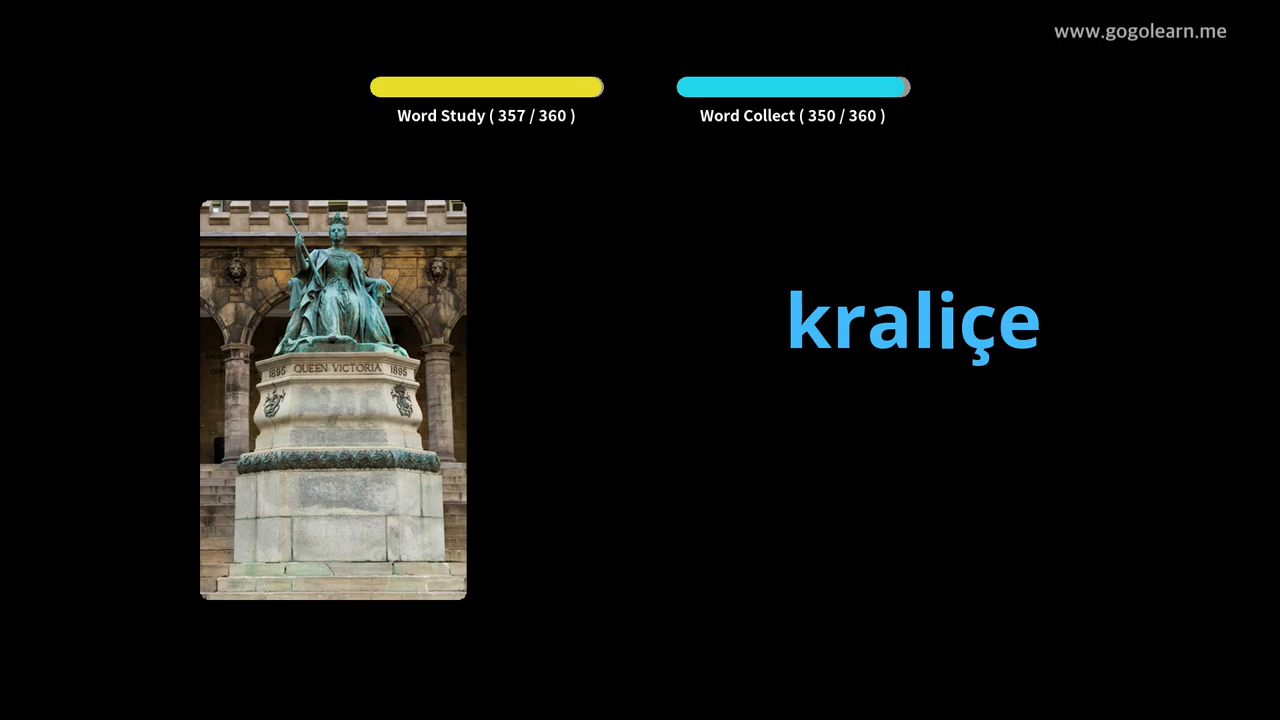 www.gogolearn.me
Word Study ( 357 / 360 )
Word Collect ( 350 / 360 )
kraliçe
1895 QUEEN VICTORIA 1895